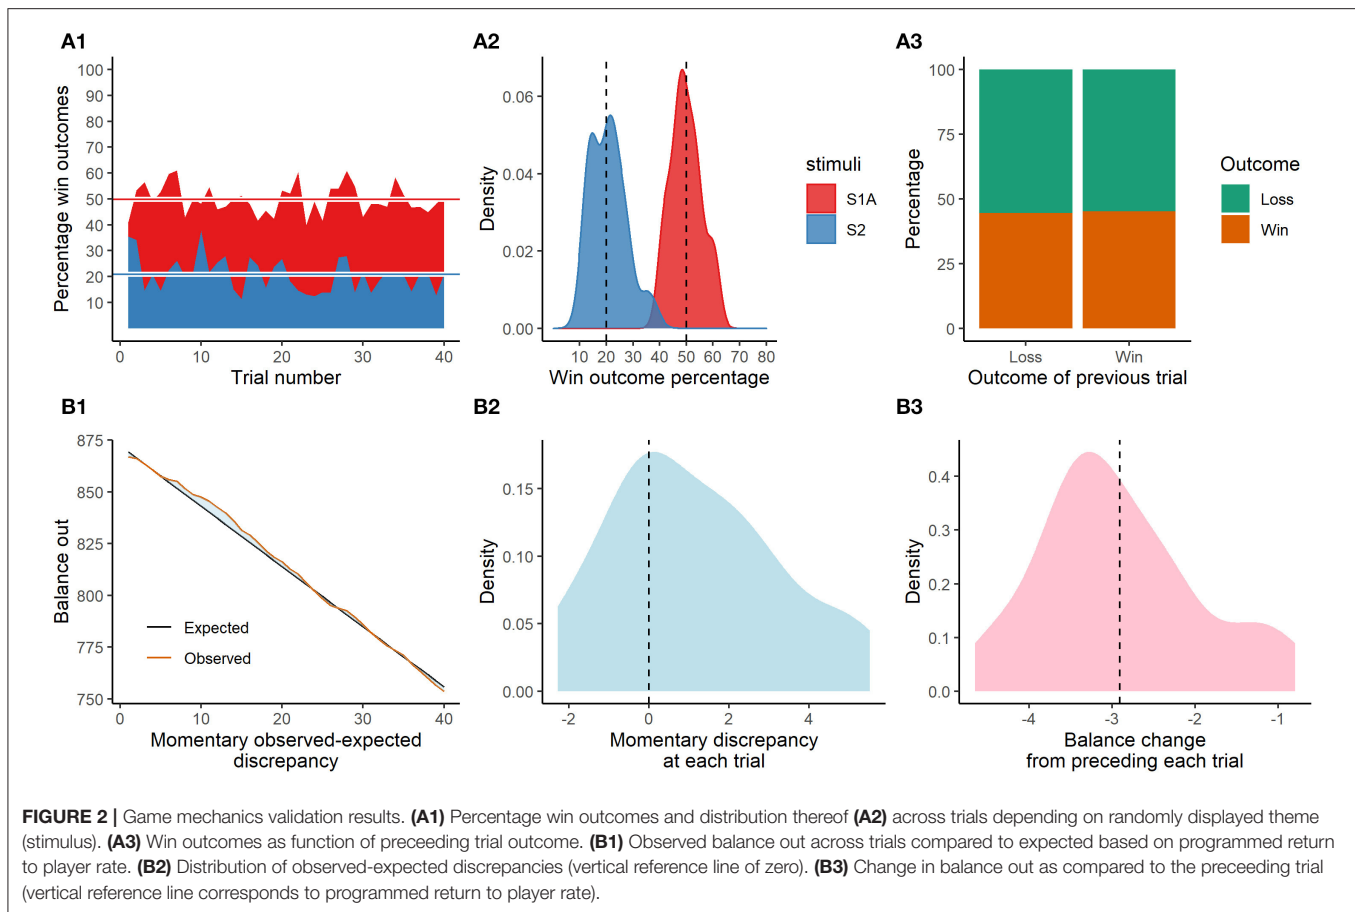 A1
Percentage win outcomes
100
90
80
70
60
50
40
30
20
10
0
10
20
30
40
Trial number
A2
Density
0.06
0.04
0.02
0.00
10
20
30
40
50
60
70
80
Win outcome percentage
stimuli
S1A
S2
A3
Percentage
100
75
50
25
0
Loss
Win
Outcome of previous trial
Outcome
Loss
Win
B1
Balance out
875
850
825
800
775
750
Expected
Observed
0
10
20
30
40
Momentary observed-expected
discrepancy
B2
Density
0.15
0.10
0.05
0.00
-2
0
2
4
Momentary discrepancy
at each trial
B3
Density
0.4
0.3
0.2
0.1
0.0
-4
-3
-2
-1
Balance change
from preceding each trial
FIGURE 2 | Game mechanics validation results. (A1) Percentage win outcomes and distribution thereof (A2) across trials depending on randomly displayed theme
(stimulus). (A3) Win outcomes as function of preceeding trial outcome. (B1) Observed balance out across trials compared to expected based on programmed return
to player rate. (B2) Distribution of observed-expected discrepancies (vertical reference line of zero). (B3) Change in balance out as compared to the preceeding trial
(vertical reference line corresponds to programmed return to player rate).